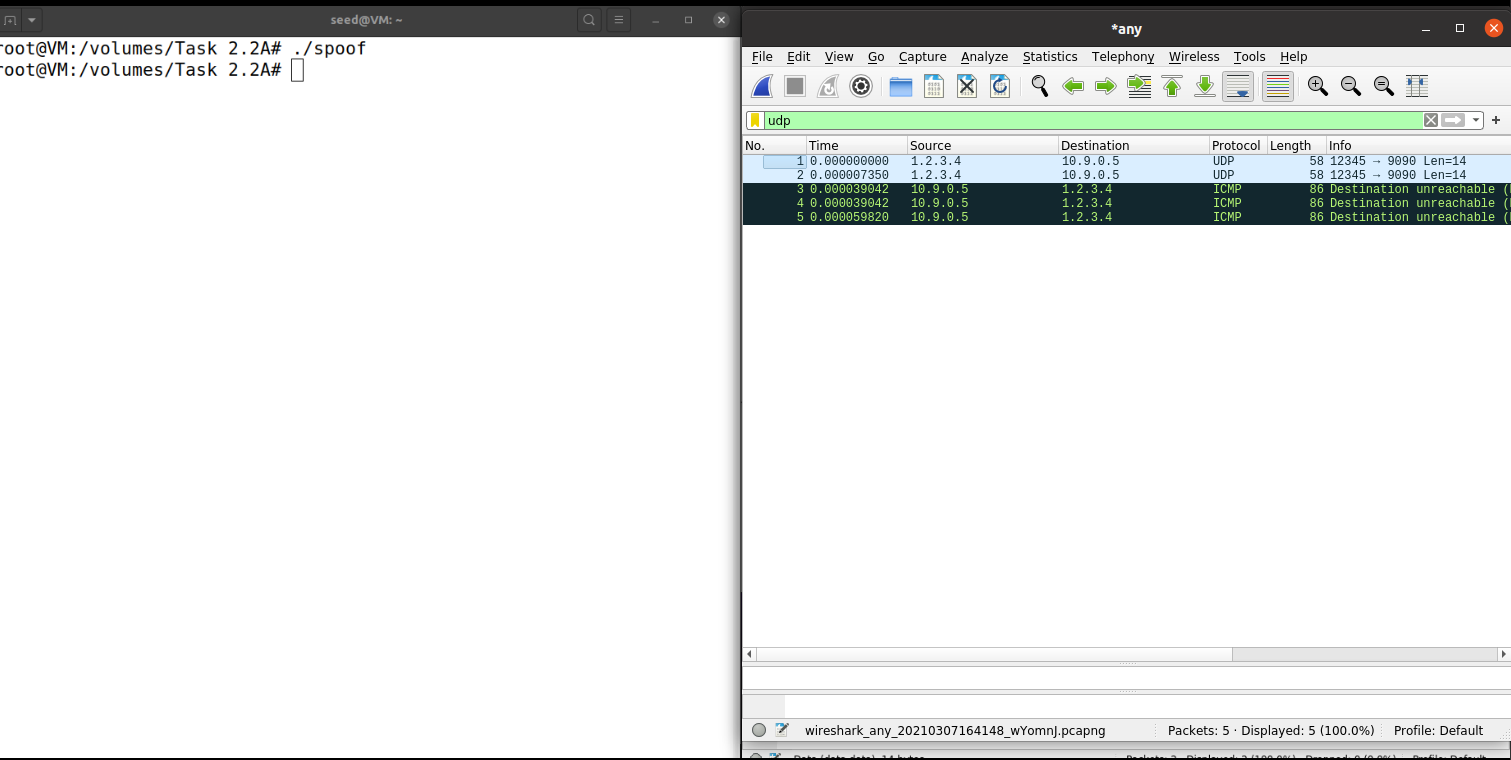 seed@VM: ~
root@VM:/volumes/Task 2.2A# ./spoof
root@VM:/volumes/Task 2.2A#
*any
File Edit View Go Capture Analyze Statistics Telephony Wireless Tools Help
udp
No. Time Source Destination Protocol Length Info
1 0.000000000 1.2.3.4 10.9.0.5 UDP 58 12345 → 9090 Len=14
2 0.000007350 1.2.3.4 10.9.0.5 UDP 58 12345 → 9090 Len=14
3 0.000039042 10.9.0.5 1.2.3.4 ICMP 86 Destination unreachable (
4 0.000039042 10.9.0.5 1.2.3.4 ICMP 86 Destination unreachable (
5 0.000059820 10.9.0.5 1.2.3.4 ICMP 86 Destination unreachable (
wireshark_any_20210307164148_wYomnJ.pcapng Packets: 5 · Displayed: 5 (100.0%) Profile: Default